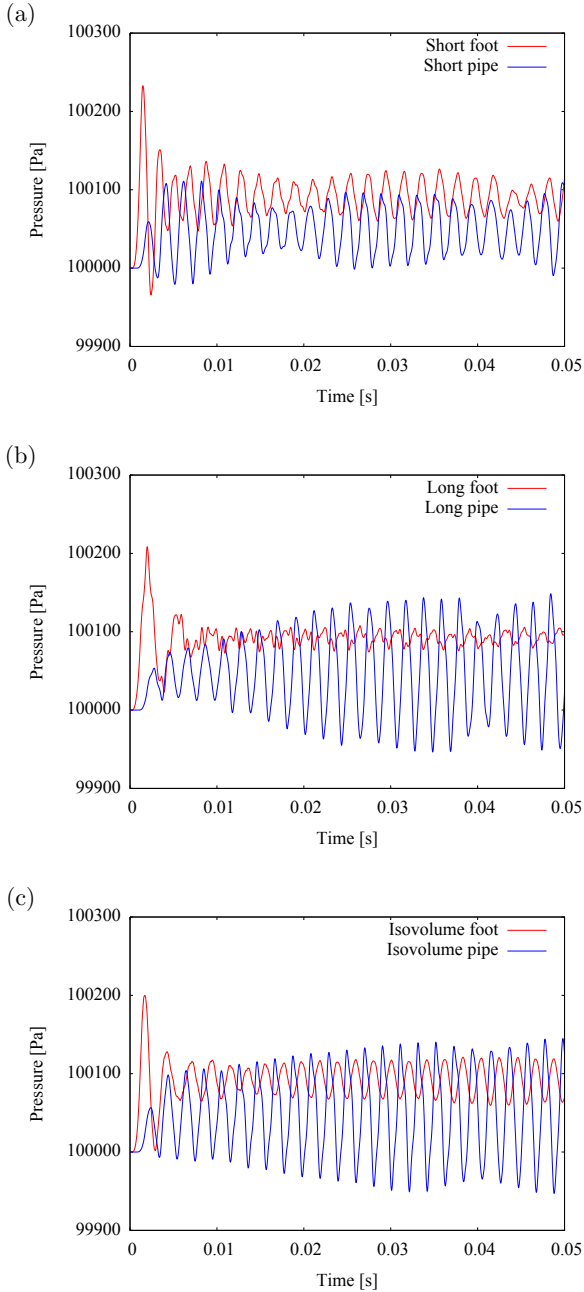 (a)
100300
Short foot
Short pipe
100200
Pressure [Pa]
100100
100000
99900
0 0.01 0.02 0.03 0.04 0.05
Time [s]
(b)
100300
Long foot
Long pipe
100200
Pressure [Pa]
100100
100000
99900
0 0.01 0.02 0.03 0.04 0.05
Time [s]
(c)
100300
Isovolume foot
Isovolume pipe
100200
Pressure [Pa]
100100
100000
99900
0 0.01 0.02 0.03 0.04 0.05
Time [s]